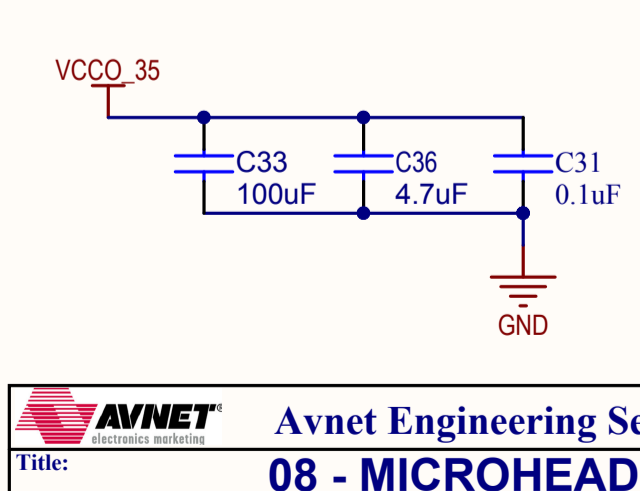 VCCO_35
C33
100uF
C36
4.7uF
C31
0.1uF
GND
AVNET®
electronics marketing
Avnet Engineering Se
Title:
08 - MICROHEAD